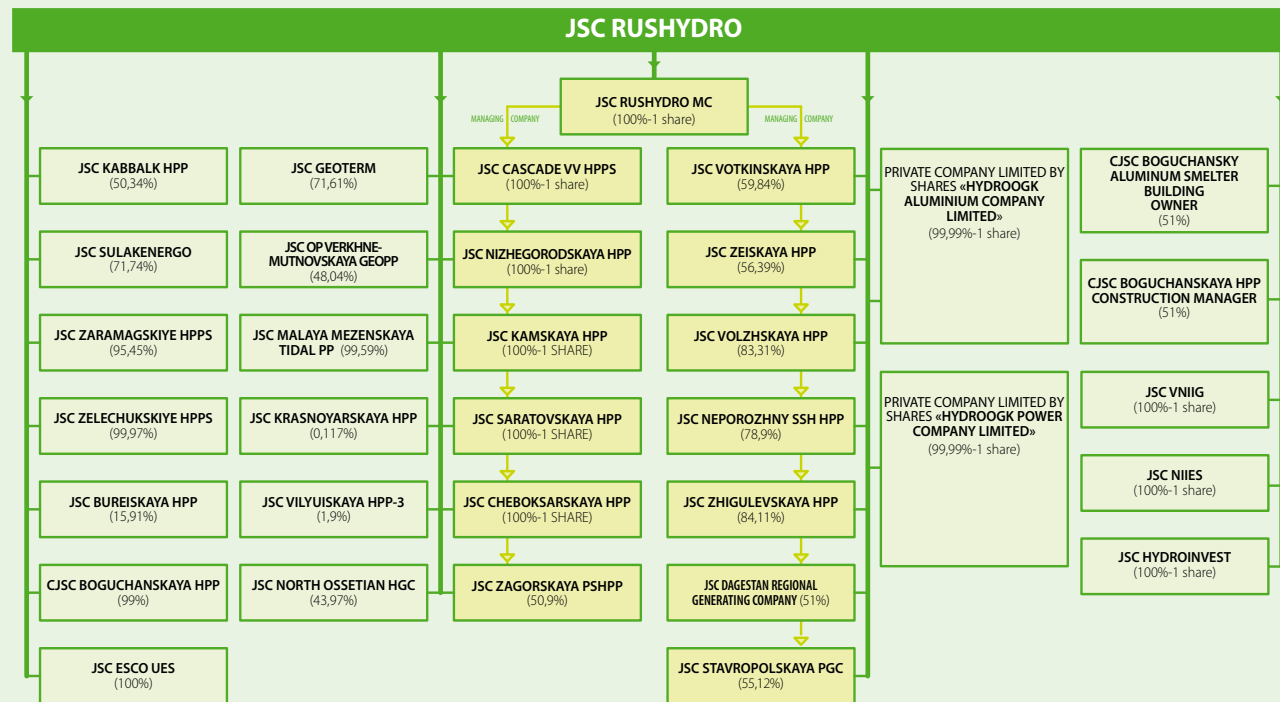 JSC RUSHYDRO
JSC RUSHYDRO MC
(100%-1 share)
MANAGING COMPANY
MANAGING COMPANY
JSC KABBALK HPP
(50,34%)
JSC SULAKENERGO
(71,74%)
JSC ZARAMAGSKIYE HPPS
(95,45%)
JSC ZELECHUKSKIYE HPPS
(99,97%)
JSC BUREISKAYA HPP
(15,91%)
CJSC BOGUCHANSKAYA HPP
(99%)
JSC ESCO UES
(100%)
JSC GEOTERM
(71,61%)
JSC OP VERKHNE-
MUTNOVSKAYA GEOPP
(48,04%)
JSC MALAYA MEZENSKAYA
TIDAL PP (99,59%)
JSC KRASNOYARSKAYA HPP
(0,117%)
JSC VILYUISKAYA HPP-3
(1,9%)
JSC NORTH OSSETIAN HGC
(43,97%)
JSC CASCADE VV HPPS
(100%-1 share)
JSC NIZHEGORODSKAYA HPP
(100%-1 share)
JSC KAMSKAYA HPP
(100%-1 SHARE)
JSC SARATOVSKAYA HPP
(100%-1 SHARE)
JSC CHEBOKSARSKAYA HPP
(100%-1 SHARE)
JSC ZAGORSKAYA PSHPP
(50,9%)
JSC VOTKINSKAYA HPP
(59,84%)
JSC ZEISKAYA HPP
(56,39%)
JSC VOLZHSKAYA HPP
(83,31%)
JSC NEPOROZHNY SSH HPP
(78,9%)
JSC ZHIGULEVSKAYA HPP
(84,11%)
JSC DAGESTAN REGIONAL
GENERATING COMPANY (51%)
JSC STAVROPOLSKAYA PGC
(55,12%)
PRIVATE COMPANY LIMITED BY
SHARES «HYDROOGK
ALUMINIUM COMPANY
LIMITED»
(99,99%-1 share)
PRIVATE COMPANY LIMITED BY
SHARES «HYDROOGK POWER
COMPANY LIMITED»
(99,99%-1 share)
CJSC BOGUCHANSKY
ALUMINUM SMELTER
BUILDING
OWNER
(51%)
CJSC BOGUCHANSKAYA HPP
CONSTRUCTION MANAGER
(51%)
JSC VNIIG
(100%-1 share)
JSC NIIES
(100%-1 share)
JSC HYDROINVEST
(100%-1 share)